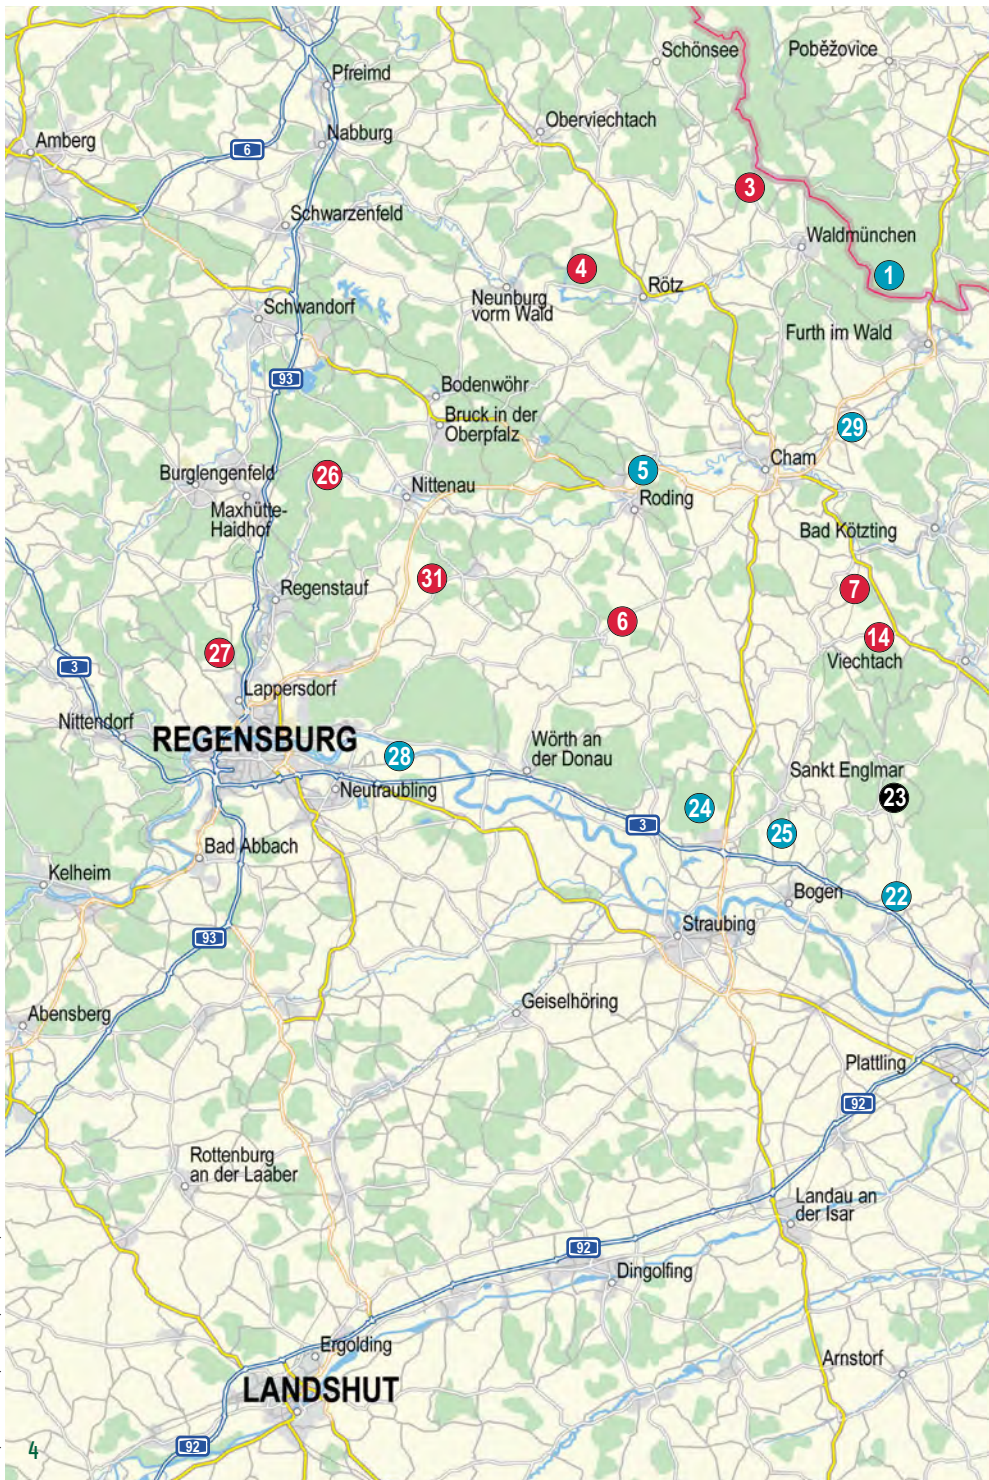 Schönsee
Poběžovice
Pfreimd
Oberviechtach
Nabburg
Amberg
6
3
Schwarzenfeld
Waldmünchen
4
1
Rötz
Neunburg
vorm Wald
Schwandorf
Furth im Wald
93
Bodenwöhr
Bruck in der
Oberpfalz
29
Cham
5
Burglengenfeld
26
Nittenau
Roding
Maxhütte-
Haidhof
Bad Kötzting
31
Regenstauf
7
6
14
27
Viechtach
3
Lappersdorf
Nittendorf
REGENSBURG
Wörth an
der Donau
28
Sankt Englmar
Neutraubling
23
24
3
25
Bad Abbach
Kelheim
Bogen
22
Straubing
93
Geiselhöring
Abensberg
Plattling
92
Rottenburg
an der Laaber
Landau an
der Isar
92
Dingolfing
Ergolding
Arnstorf
LANDSHUT
92
4